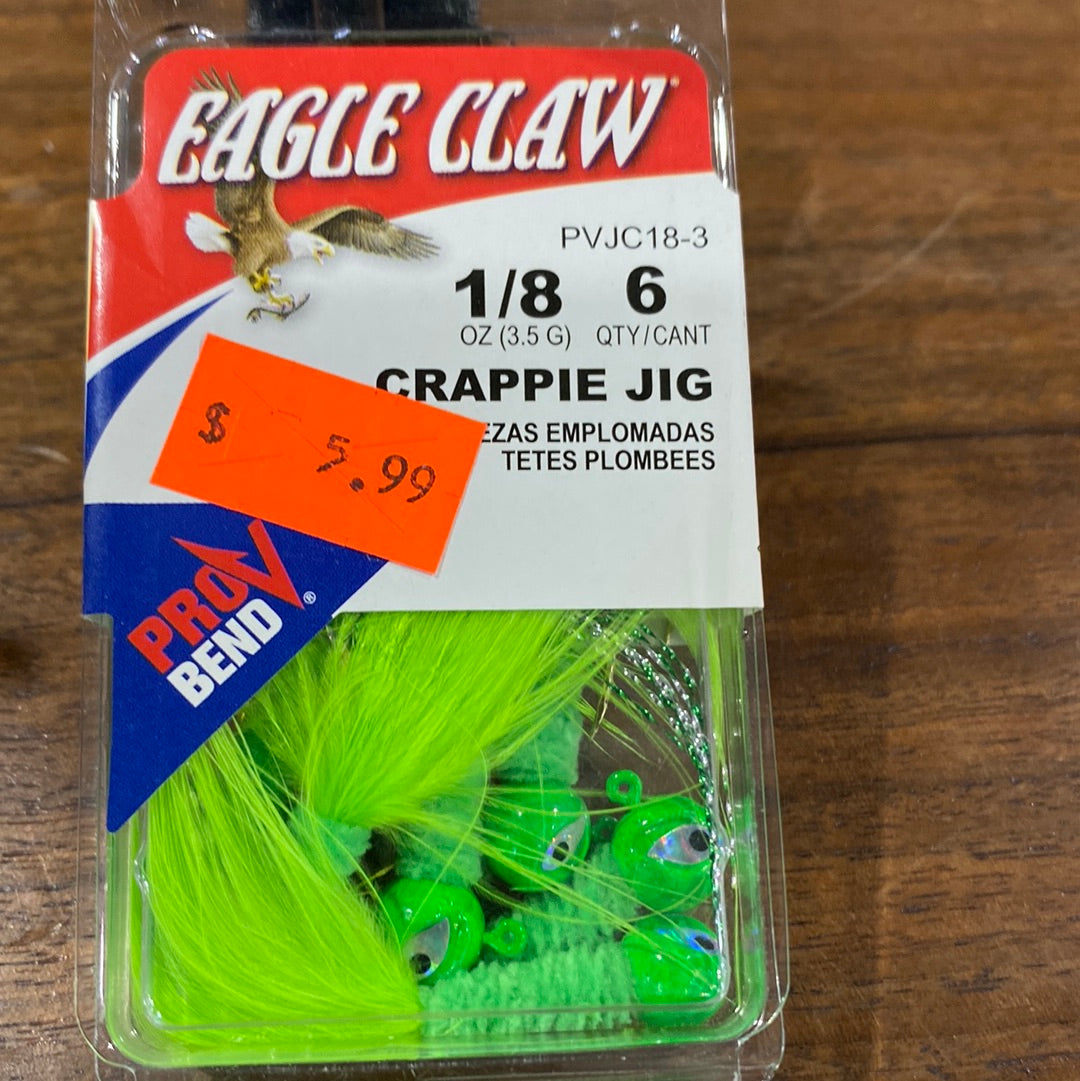 EAGLE CLAW
PVJC18-3
1/8 6
OZ (3.5 G) QTY/CANT
CRAPPIE JIG
EZAS EMPLOMADAS
TETES PLOMBEES
$ 5.99
PRO
BEND®